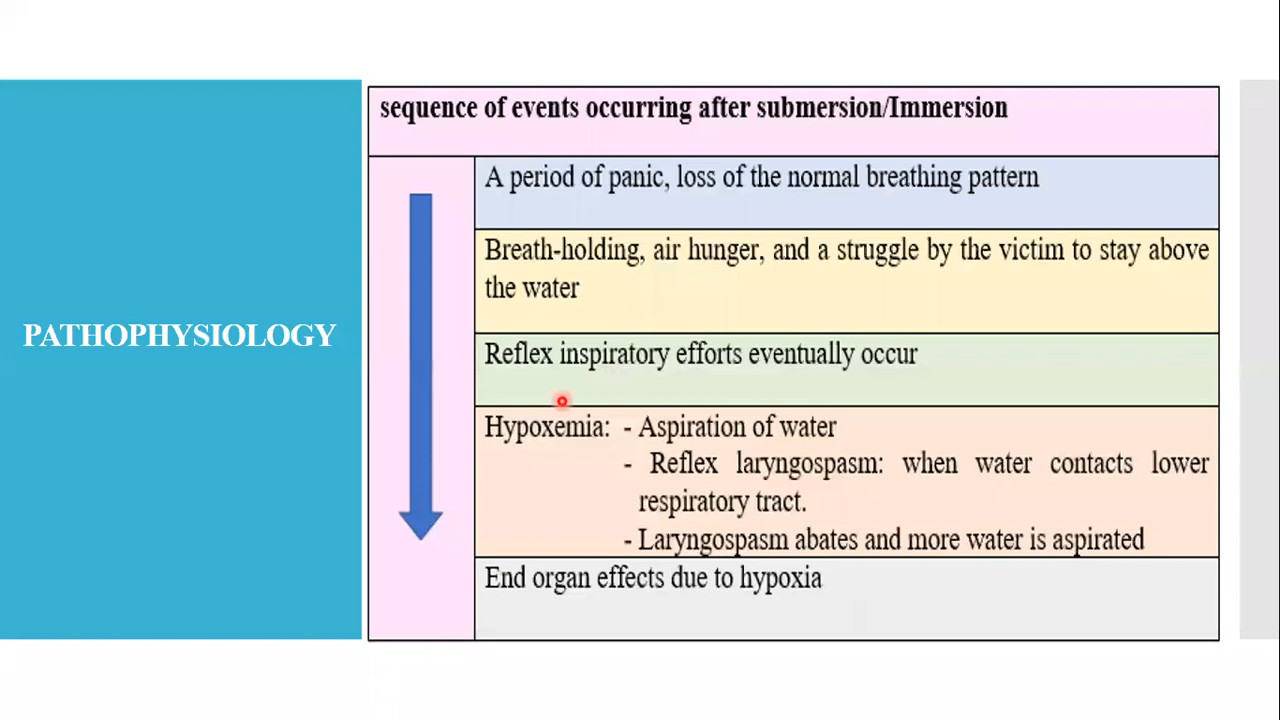 PATHOPHYSIOLOGY
sequence of events occurring after submersion/Immersion
A period of panic, loss of the normal breathing pattern
Breath-holding, air hunger, and a struggle by the victim to stay above
the water
Reflex inspiratory efforts eventually occur
Hypoxemia: - Aspiration of water
- Reflex laryngospasm: when water contacts lower
respiratory tract.
- Laryngospasm abates and more water is aspirated
End organ effects due to hypoxia